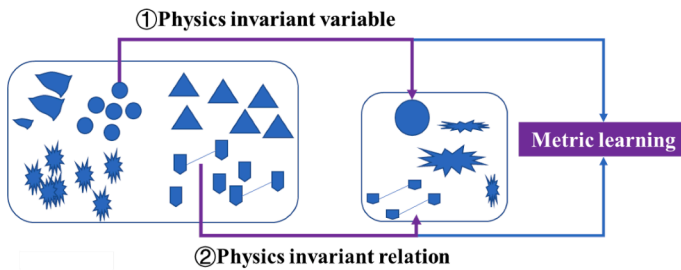 ①Physics invariant variable
Metric learning
②Physics invariant relation